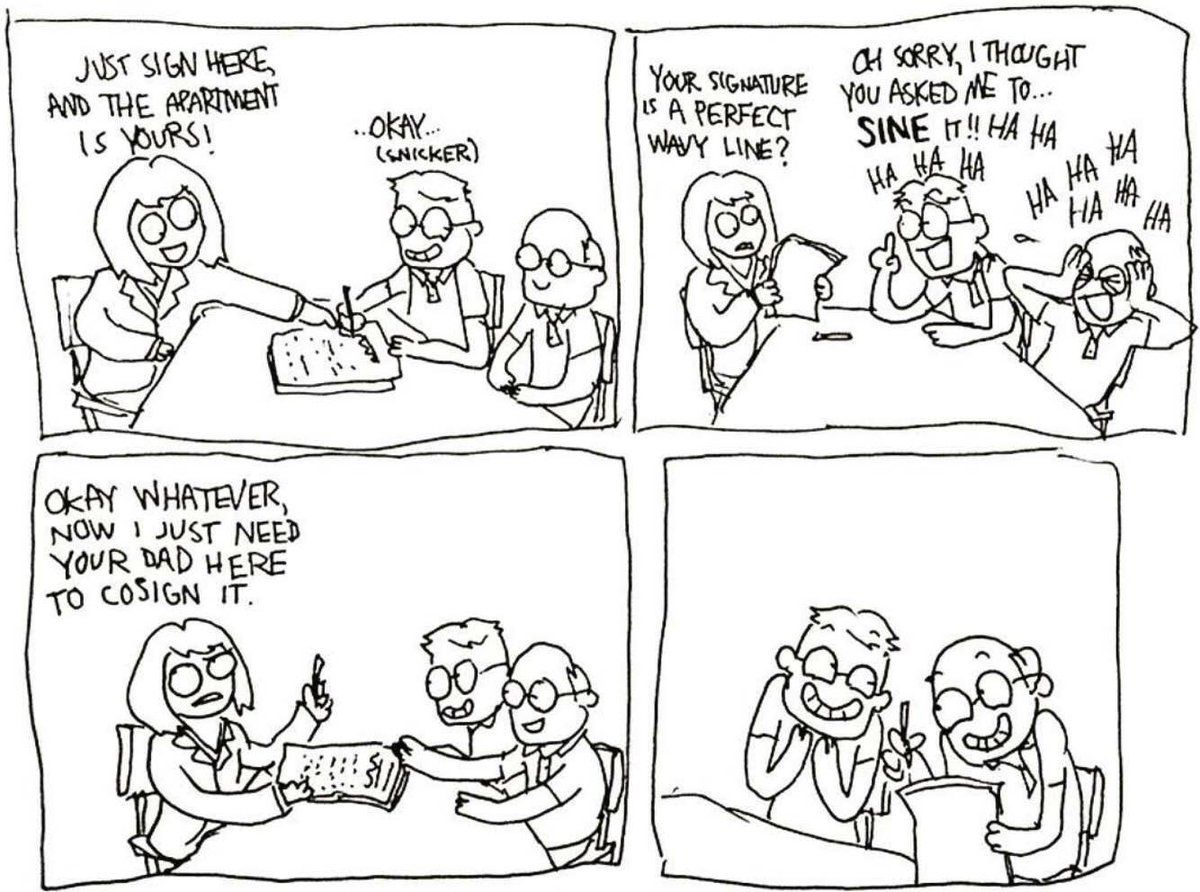 JUST SIGN HERE,
AND THE APARTMENT
IS YOURS!
..OKAY...
(SNICKER)
YOUR SIGNATURE
IS A PERFECT
WAVY LINE?
OH SORRY, I THOUGHT
YOU ASKED ME TO...
SINE IT!! HA HA
HA HA HA
HA HA HA
HA HA HA
OKAY WHATEVER,
NOW I JUST NEED
YOUR DAD HERE
TO COSIGN IT.